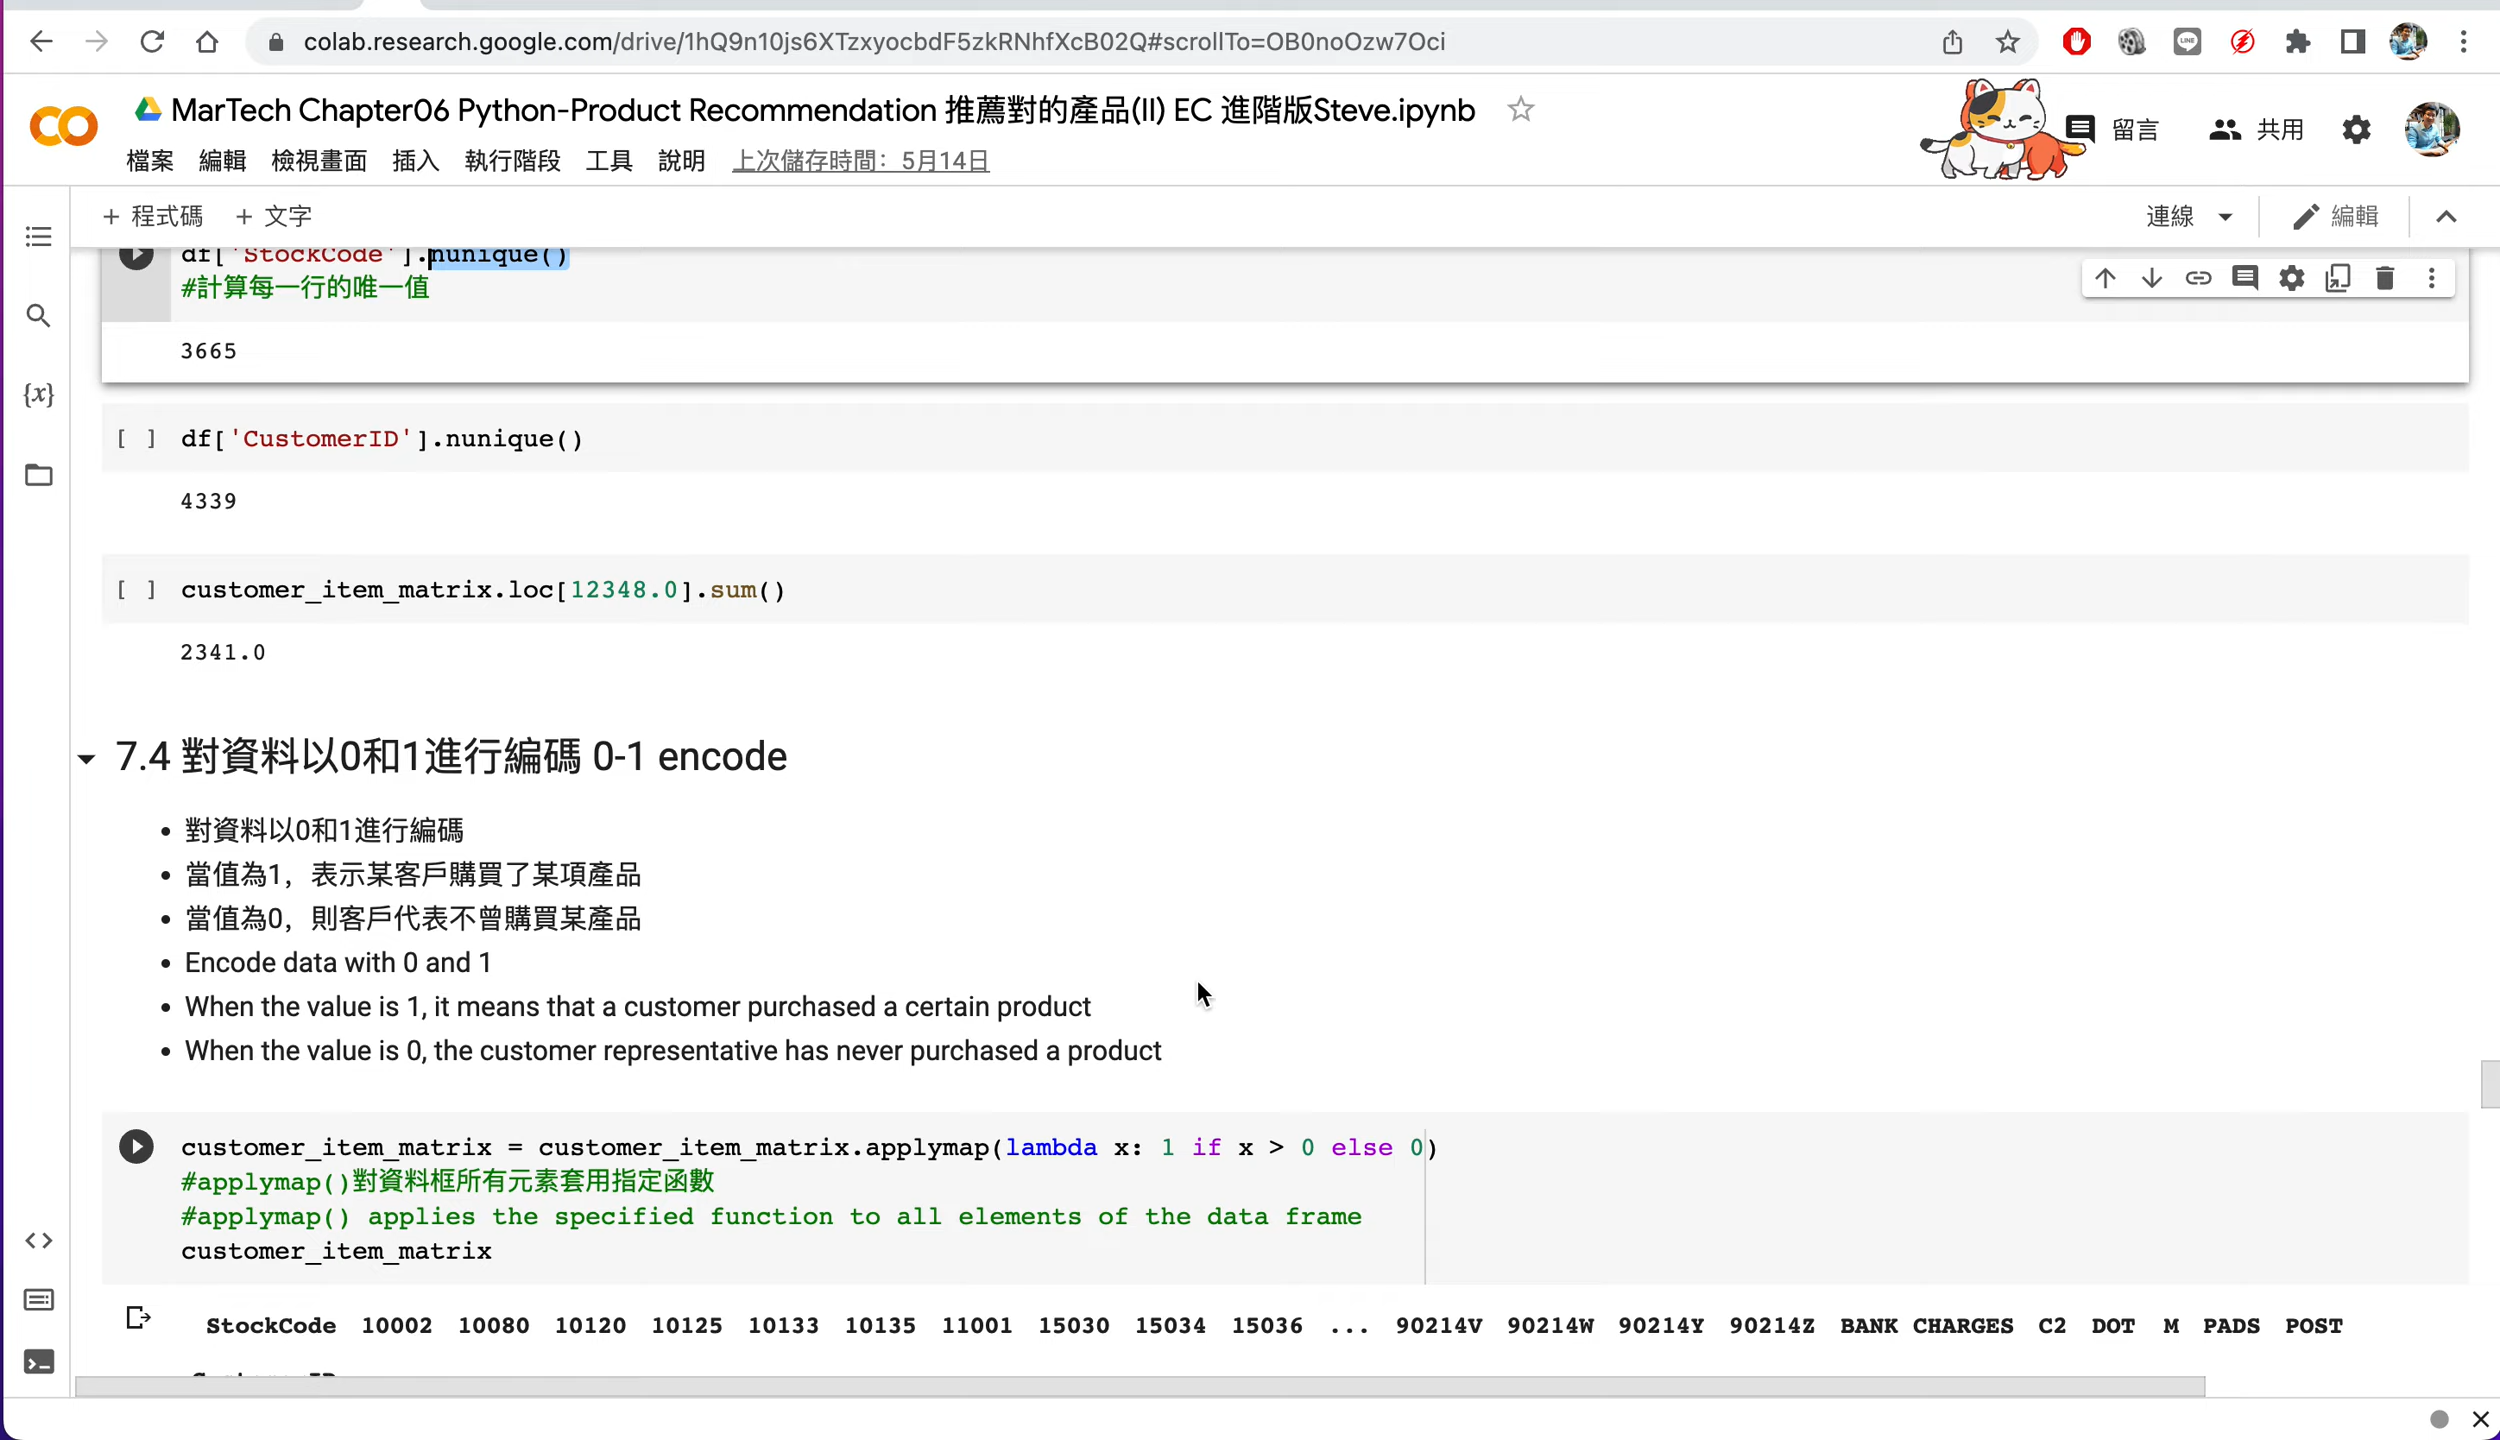 colab.research.google.com/drive/1hQ9n10js6XTzxyocbdF5zkRNhfXcB02Q#scrollTo=OB0noOzw7Oci
LINE
MarTech Chapter06 Python-Product Recommendation 推薦對的產品(II) EC 進階版Steve.ipynb
留言
共用
檔案 編輯 檢視畫面 插入 執行階段 工具 說明 上次儲存時間：5月14日
+ 程式碼 + 文字
連線
編輯
df['StockCode'].nunique()
#計算每一行的唯一值
3665
{x}
[ ] df['CustomerID'].nunique()
4339
[ ] customer_item_matrix.loc[12348.0].sum()
2341.0
7.4 對資料以0和1進行編碼 0-1 encode
• 對資料以0和1進行編碼
• 當值為1，表示某客戶購買了某項產品
• 當值為0，則客戶代表不曾購買某產品
• Encode data with 0 and 1
• When the value is 1, it means that a customer purchased a certain product
• When the value is 0, the customer representative has never purchased a product
customer_item_matrix = customer_item_matrix.applymap(lambda x: 1 if x > 0 else 0)
#applymap()對資料框所有元素套用指定函數
#applymap() applies the specified function to all elements of the data frame
customer_item_matrix
StockCode 10002 10080 10120 10125 10133 10135 11001 15030 15034 15036 ... 90214V 90214W 90214Y 90214Z BANK CHARGES C2 DOT M PADS POST